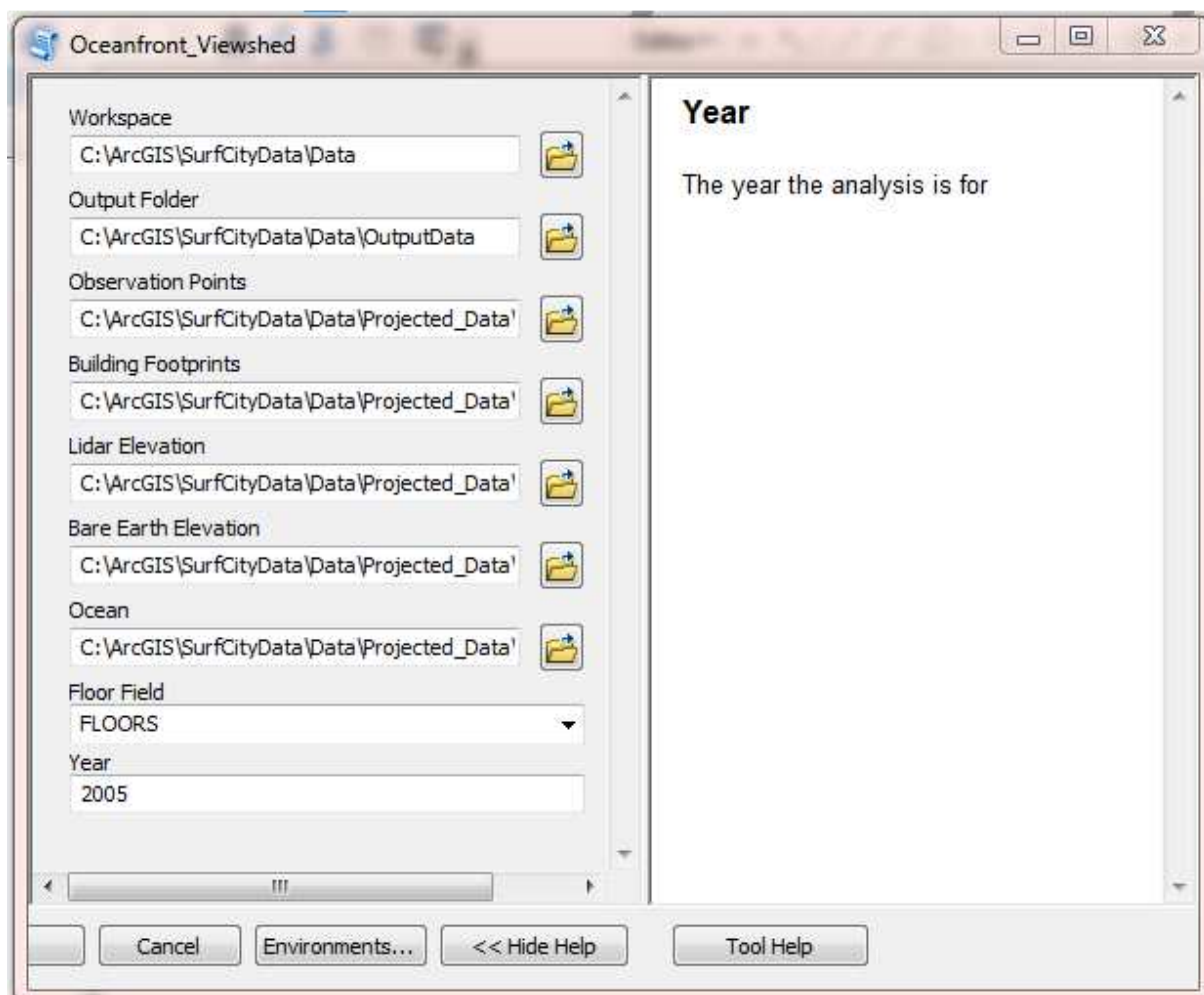 Oceanfront_Viewshed
Workspace
C:\ArcGIS\SurfCityData\Data
Output Folder
C:\ArcGIS\SurfCityData\Data\OutputData
Observation Points
C:\ArcGIS\SurfCityData\Data\Projected_Data\
Building Footprints
C:\ArcGIS\SurfCityData\Data\Projected_Data\
Lidar Elevation
C:\ArcGIS\SurfCityData\Data\Projected_Data\
Bare Earth Elevation
C:\ArcGIS\SurfCityData\Data\Projected_Data\
Ocean
C:\ArcGIS\SurfCityData\Data\Projected_Data\
Floor Field
FLOORS
Year
2005
Cancel
Environments...
<< Hide Help
Year
The year the analysis is for
Tool Help